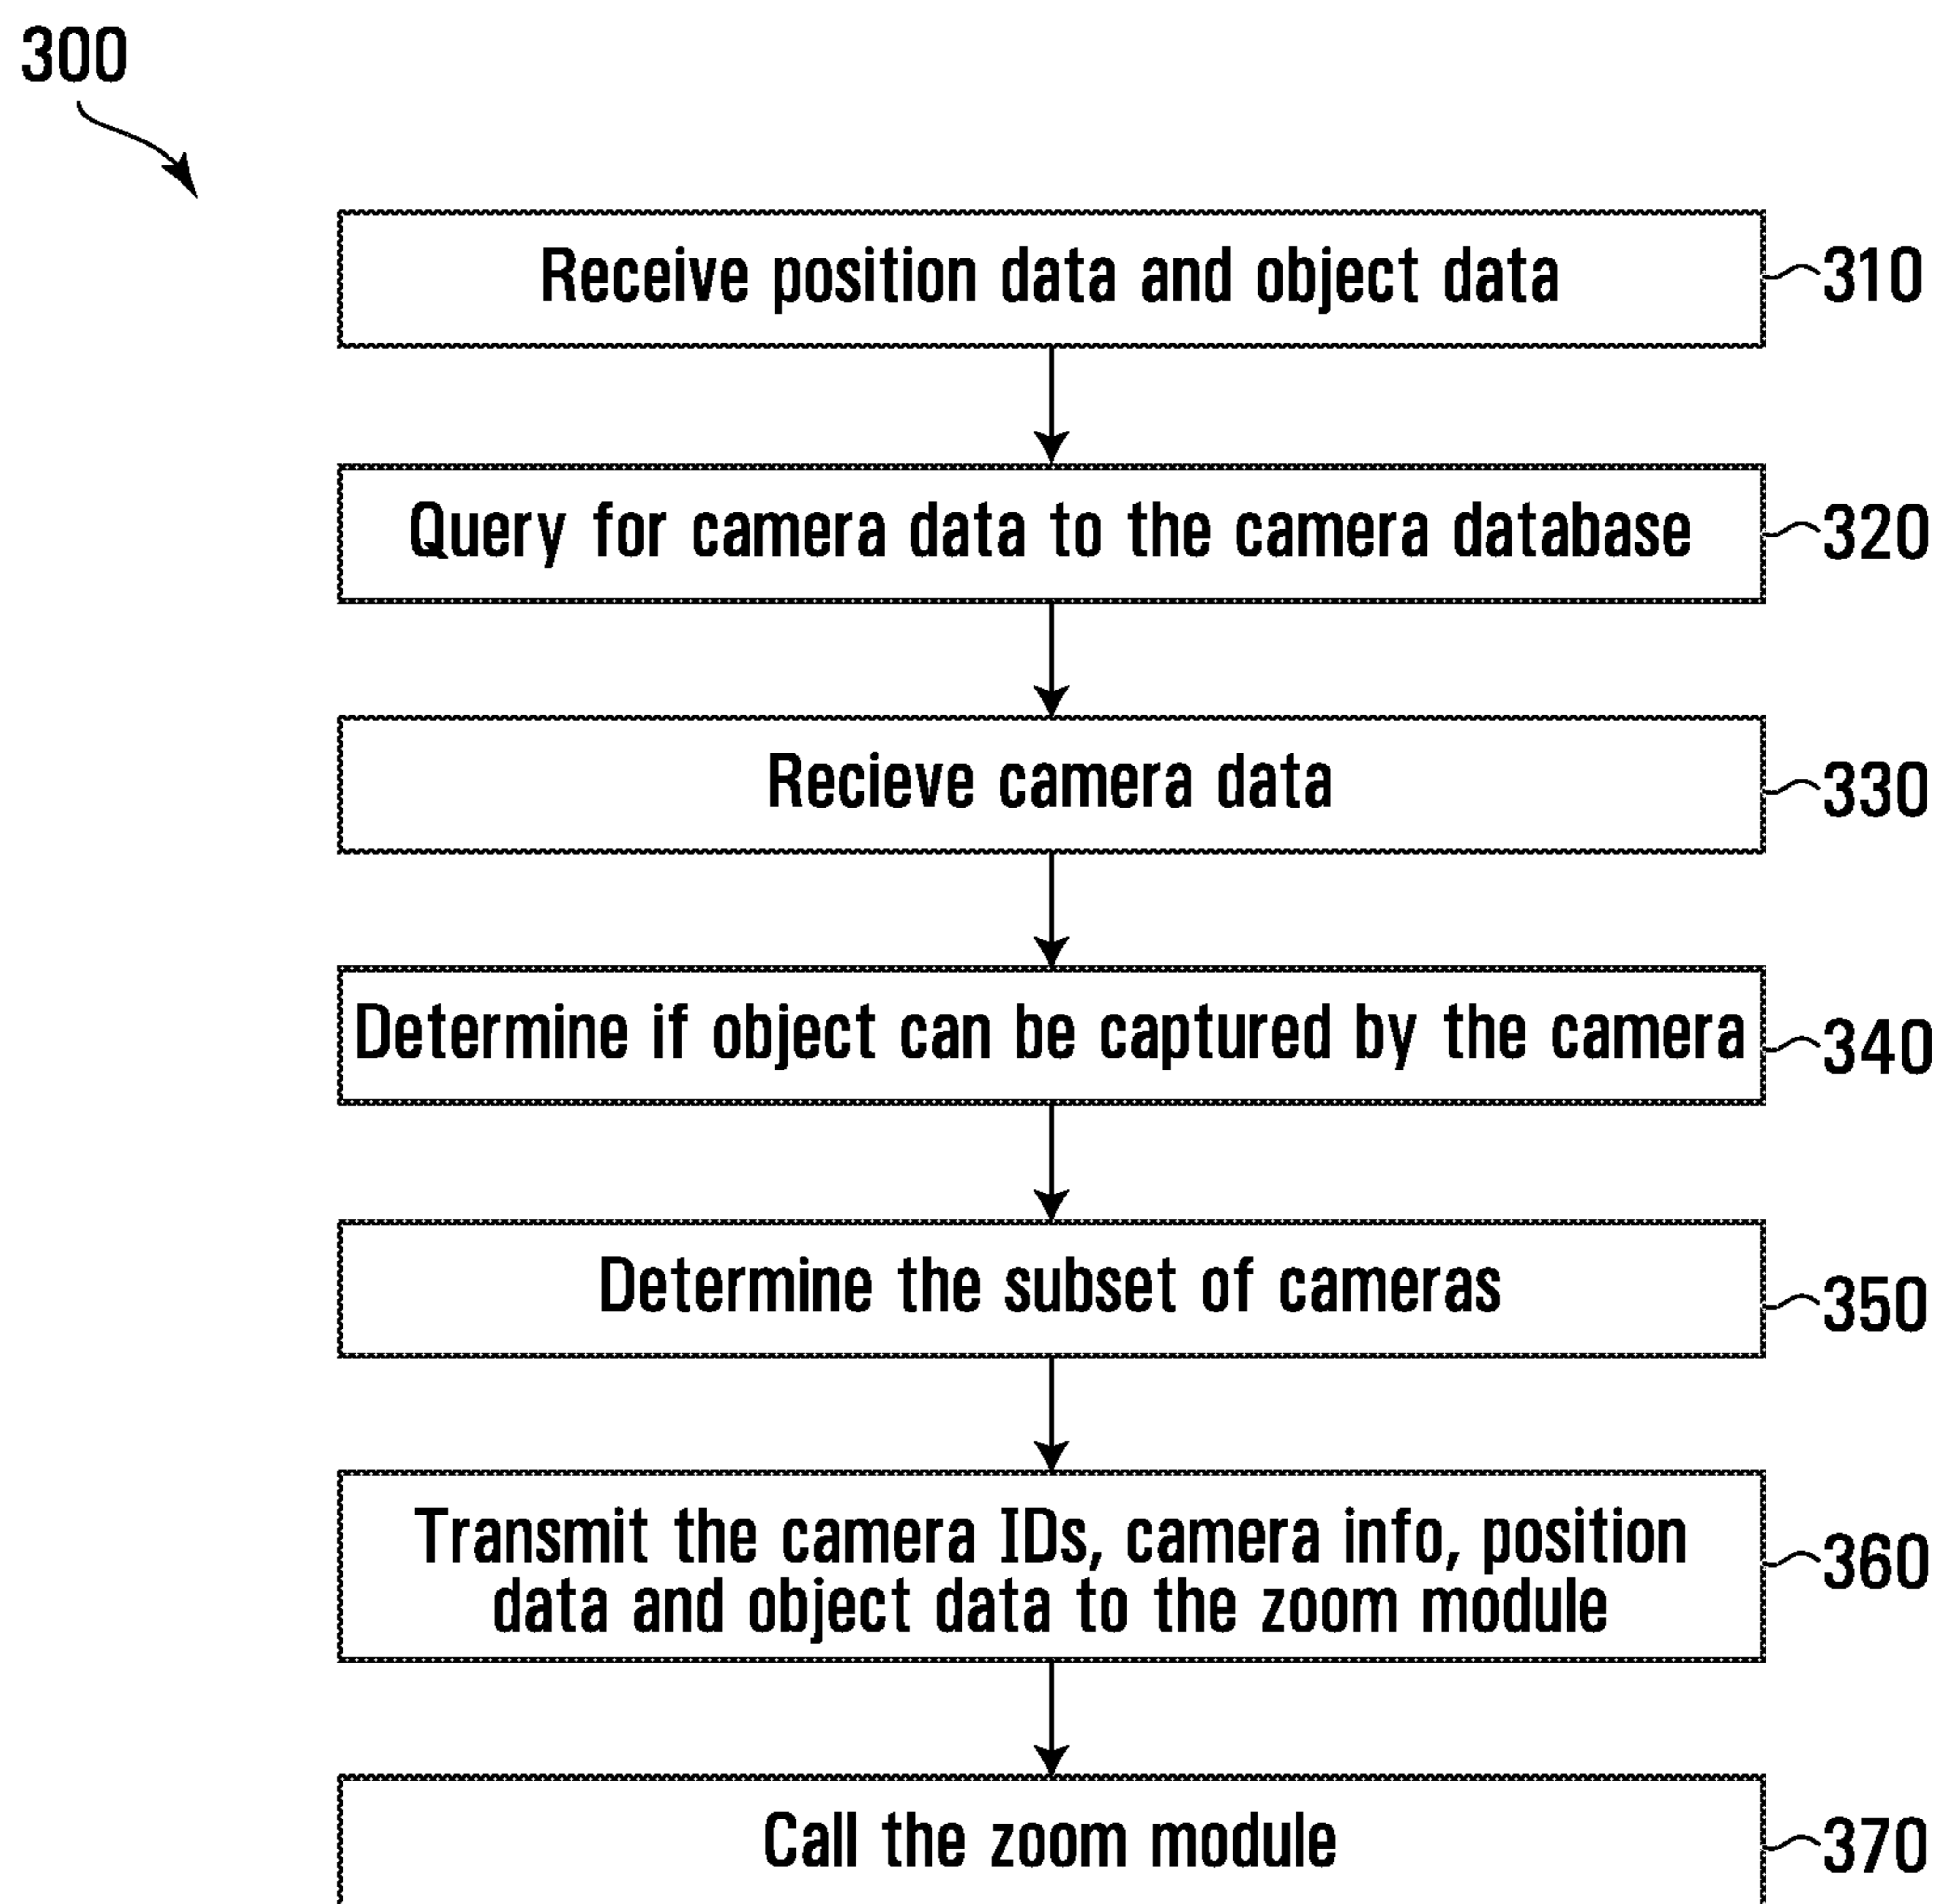 300
Receive position data and object data
310
Query for camera data to the camera database
320
Recieve camera data
330
Determine if object can be captured by the camera
340
Determine the subset of cameras
350
Transmit the camera IDs, camera info, position
data and object data to the zoom module
360
Call the zoom module
370